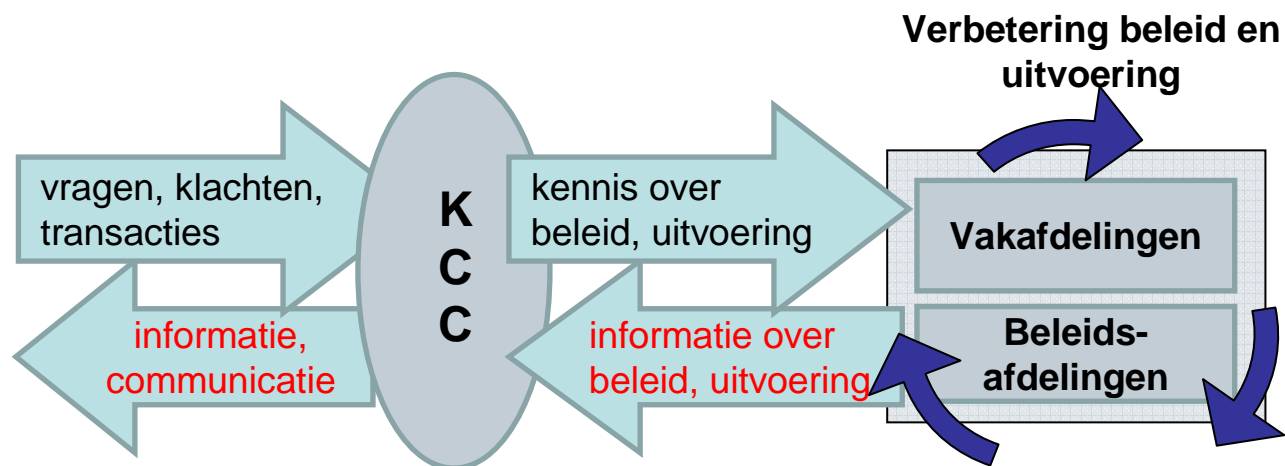 Verbetering beleid en
uitvoering
vragen, klachten,
transacties
K
C
C
kennis over
beleid, uitvoering
Vakafdelingen
informatie,
communicatie
informatie over
beleid, uitvoering
Beleids-
afdelingen